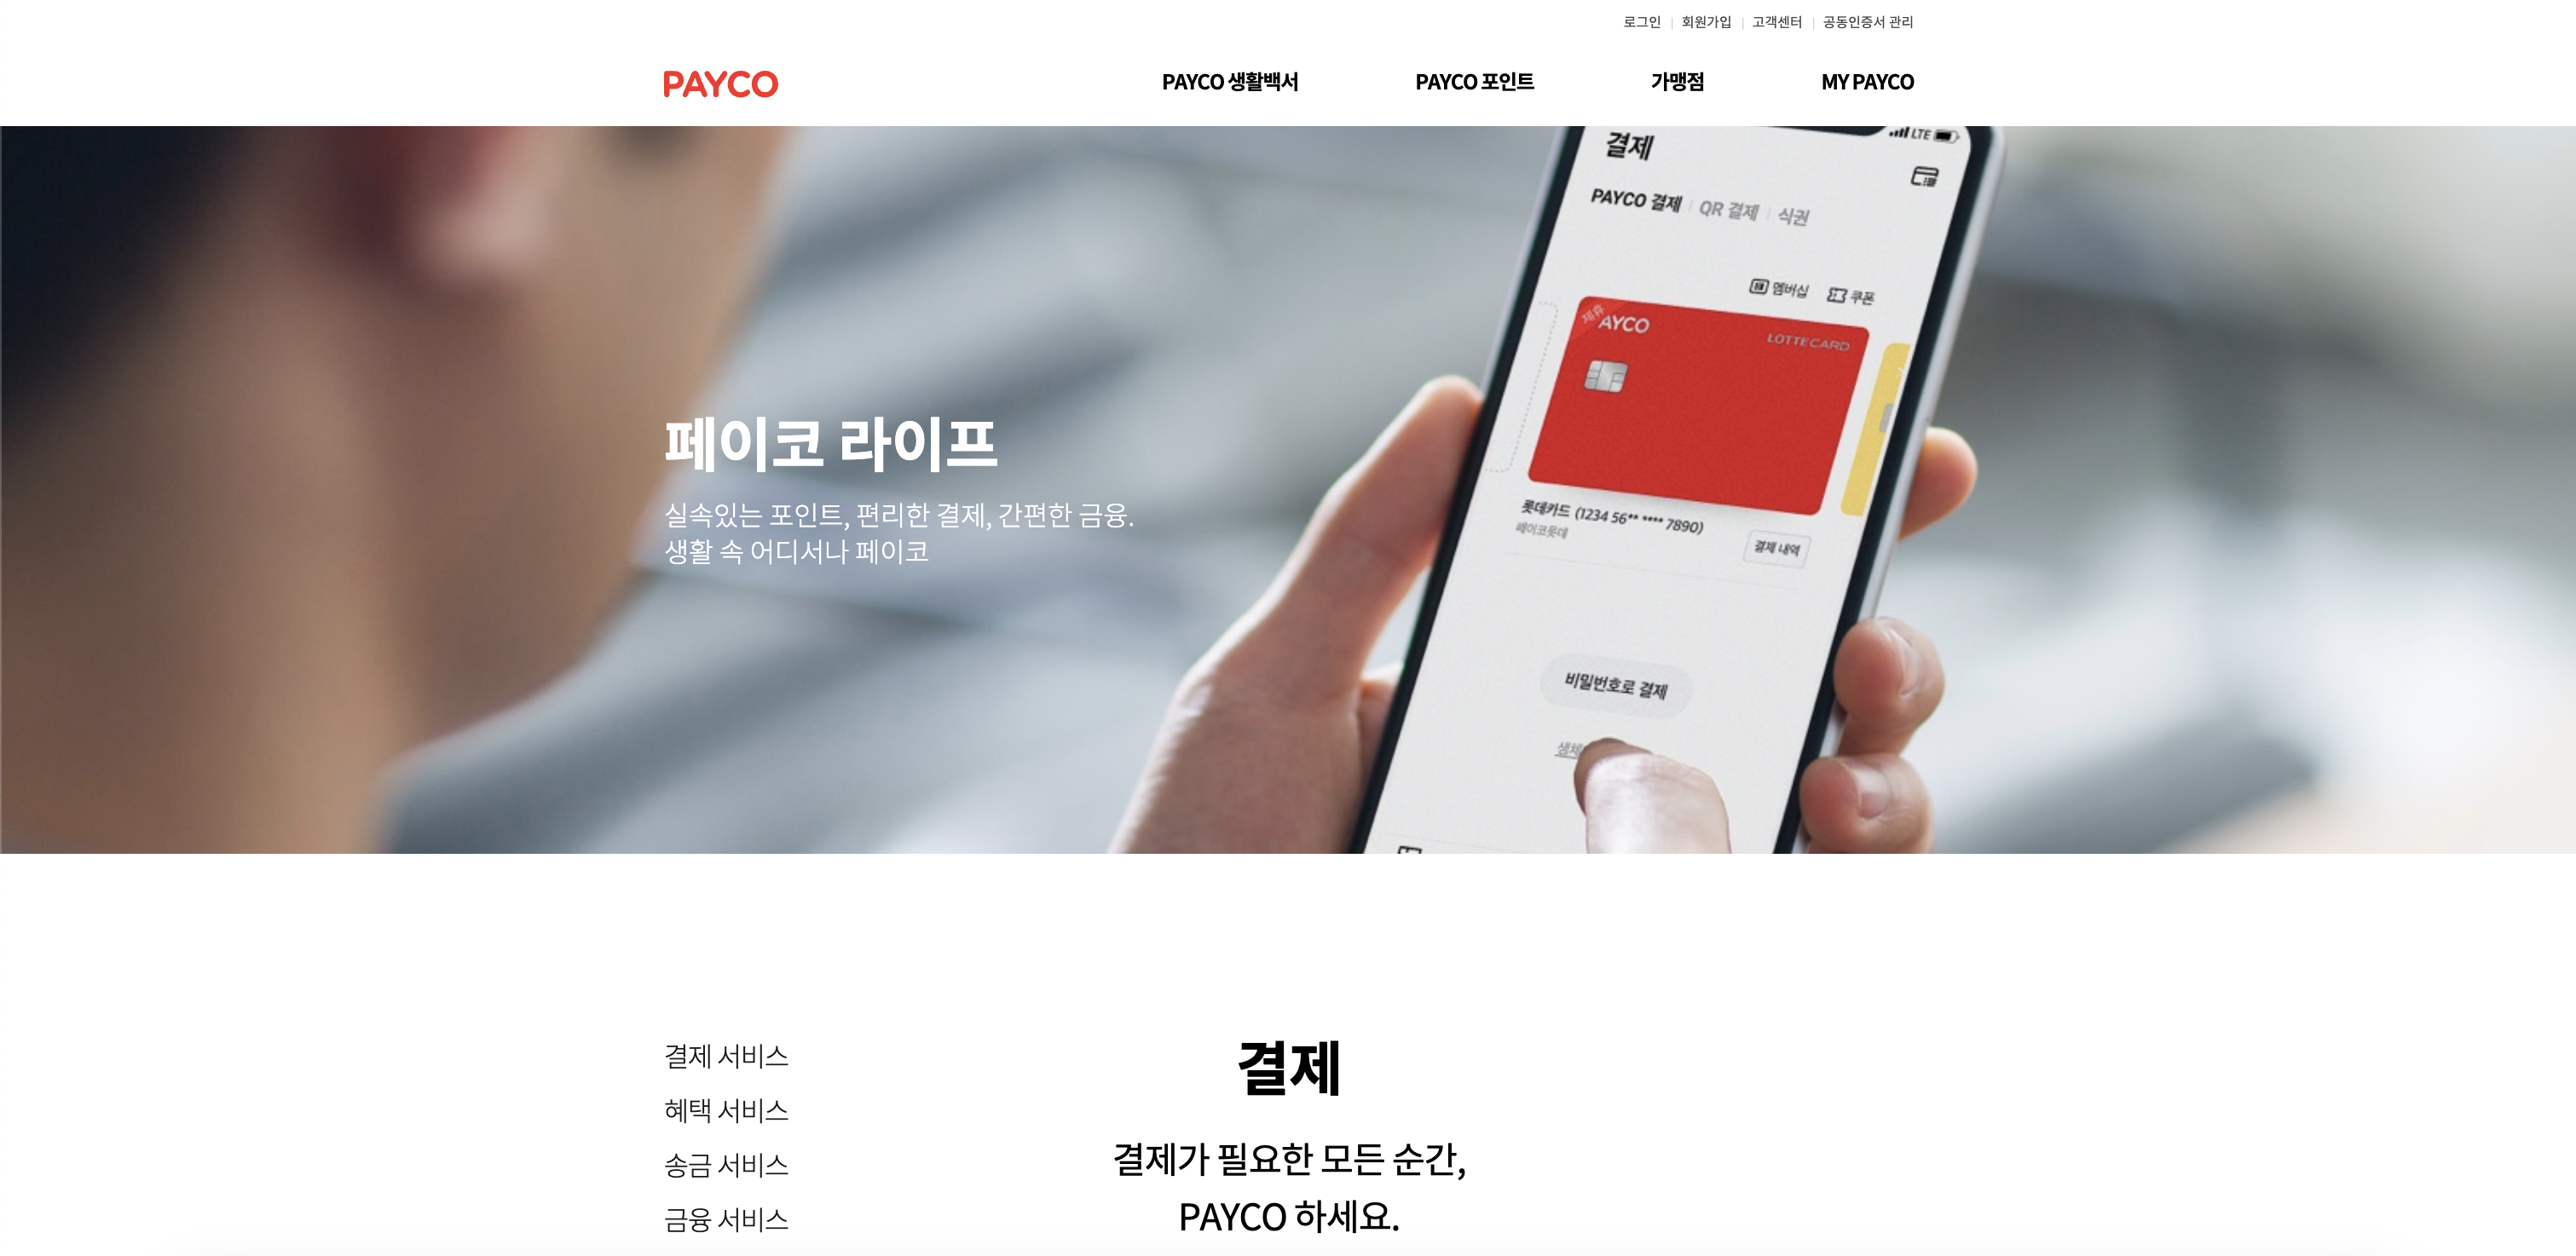 로그인 | 회원가입 | 고객센터 | 공동인증서 관리
PAYCO
PAYCO 생활백서
PAYCO 포인트
가맹점
MY PAYCO
LTE
결제
PAYCO 결제 | QR 결제 | 식권
멤버십
쿠폰
제휴
AYCO
LOTTECARD
롯데카드 (1234 56** **** 7890)
페이코롯데
결제 내역
비밀번호로 결제
생체
페이코 라이프
실속있는 포인트, 편리한 결제, 간편한 금융.
생활 속 어디서나 페이코
결제 서비스
혜택 서비스
송금 서비스
금융 서비스
결제
결제가 필요한 모든 순간,
PAYCO 하세요.